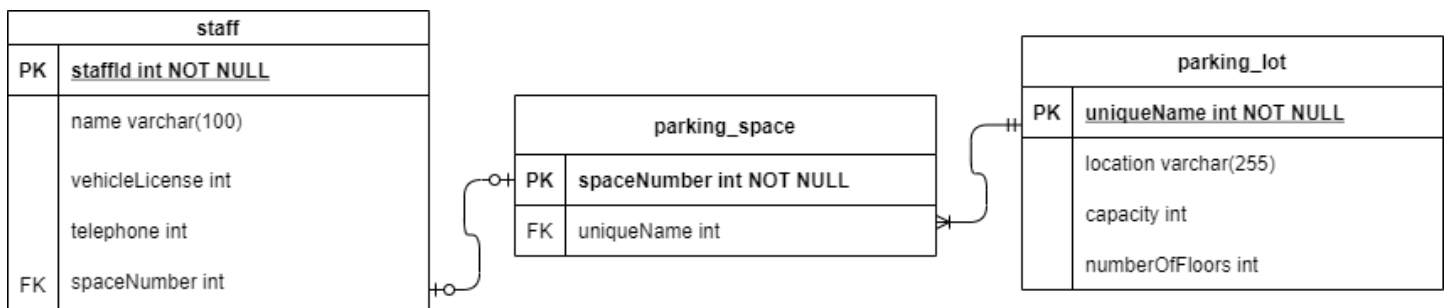 staff
PK staffId int NOT NULL
name varchar(100)
vehicleLicense int
telephone int
FK spaceNumber int
parking_space
PK spaceNumber int NOT NULL
FK uniqueName int
parking_lot
PK uniqueName int NOT NULL
location varchar(255)
capacity int
numberOfFloors int